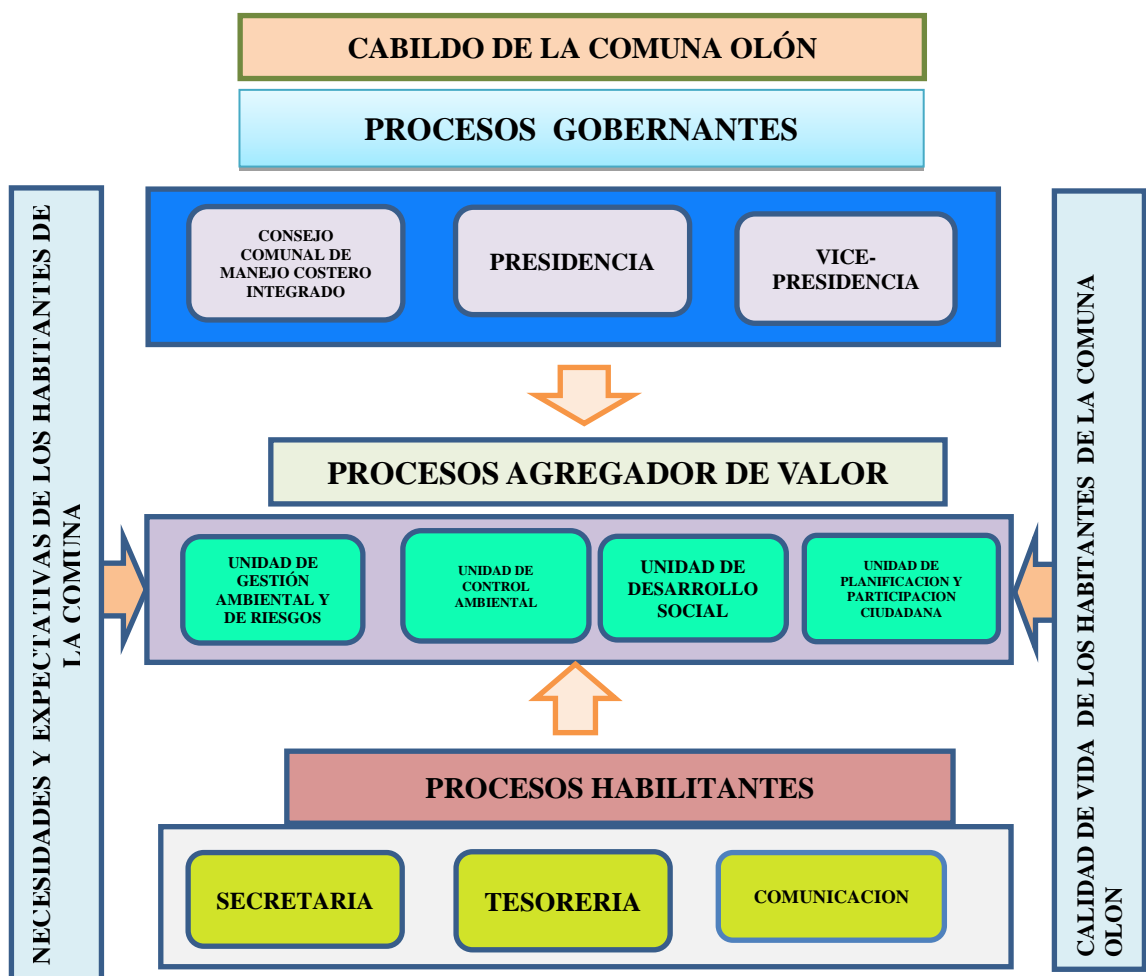 CABILDO DE LA COMUNA OLÓN
PROCESOS GOBERNANTES
NECESIDADES Y EXPECTATIVAS DE LOS HABITANTES DE
LA COMUNA
CONSEJO
COMUNAL DE
MANEJO COSTERO
INTEGRADO
PRESIDENCIA
VICE-
PRESIDENCIA
PROCESOS AGREGADOR DE VALOR
UNIDAD DE
GESTIÓN
AMBIENTAL Y
DE RIESGOS
UNIDAD DE
CONTROL
AMBIENTAL
UNIDAD DE
DESARROLLO
SOCIAL
UNIDAD DE
PLANIFICACION Y
PARTICIPACION
CIUDADANA
PROCESOS HABILITANTES
SECRETARIA
TESORERIA
COMUNICACION
CALIDAD DE VIDA DE LOS HABITANTES DE LA COMUNA
OLON